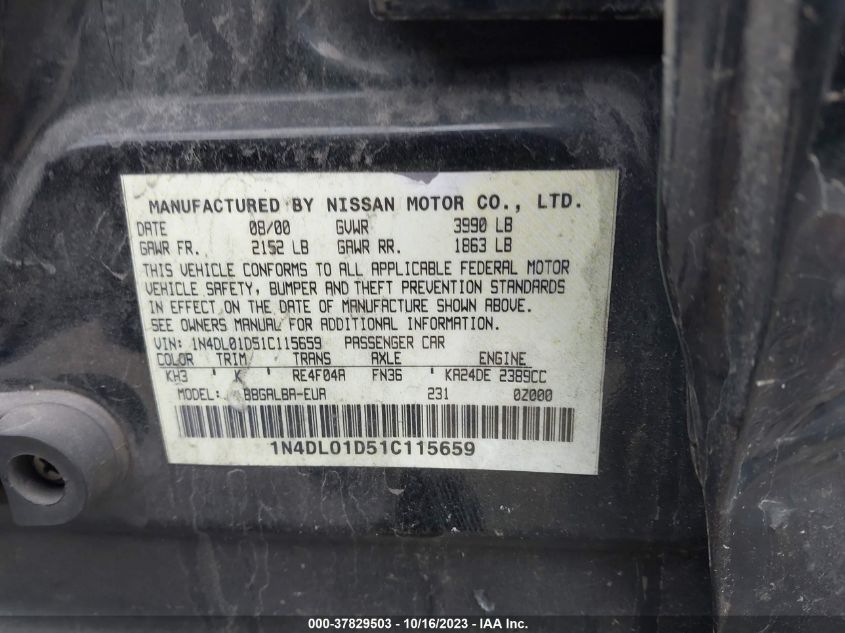 MANUFACTURED BY NISSAN MOTOR CO., LTD.
DATE 08/00 GVWR 3990 LB
GAWR FR. 2152 LB GAWR RR. 1863 LB
THIS VEHICLE CONFORMS TO ALL APPLICABLE FEDERAL MOTOR
VEHICLE SAFETY, BUMPER AND THEFT PREVENTION STANDARDS
IN EFFECT ON THE DATE OF MANUFACTURE SHOWN ABOVE.
SEE OWNERS MANUAL FOR ADDITIONAL INFORMATION.
VIN: 1N4DL01D51C115659 PASSENGER CAR
COLOR TRIM TRANS AXLE ENGINE
KH3 K RE4F04A FN36 KA24DE 2389CC
MODEL: BBGALBA-EUA 231 0Z000
1N4DL01D51C115659
000-37829503 - 10/16/2023 - IAA Inc.